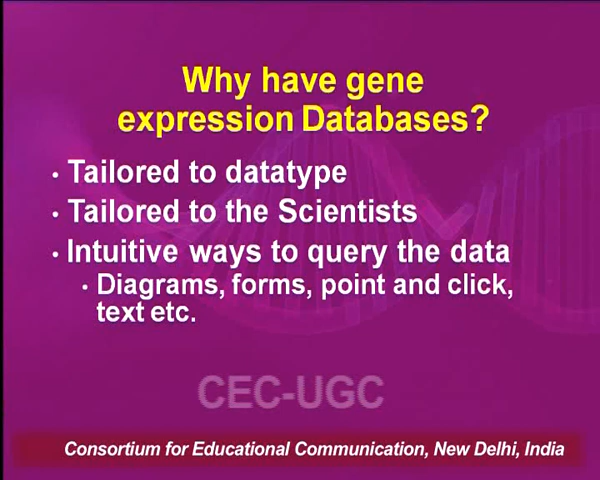 Why have gene
expression Databases?
• Tailored to datatype
• Tailored to the Scientists
• Intuitive ways to query the data
• Diagrams, forms, point and click,
text etc.
CEC-UGC
Consortium for Educational Communication, New Delhi, India